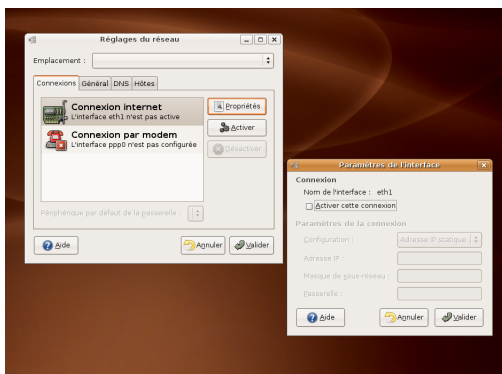 Réglages du réseau
Emplacement :
Connexions Général DNS Hôtes
Connexion internet
L'interface eth1 n'est pas active
Connexion par modem
L'interface ppp0 n'est pas configurée
Propriétés
Activer
Désactiver
Périphérique par défaut de la passerelle :
Aide
Annuler
Valider
Paramètres de l'interface
Connexion
Nom de l'interface : eth1
Activer cette connexion
Paramètres de la connexion
Configuration : Adresse IP statique
Adresse IP :
Masque de sous-réseau :
Passerelle :
Aide
Annuler
Valider